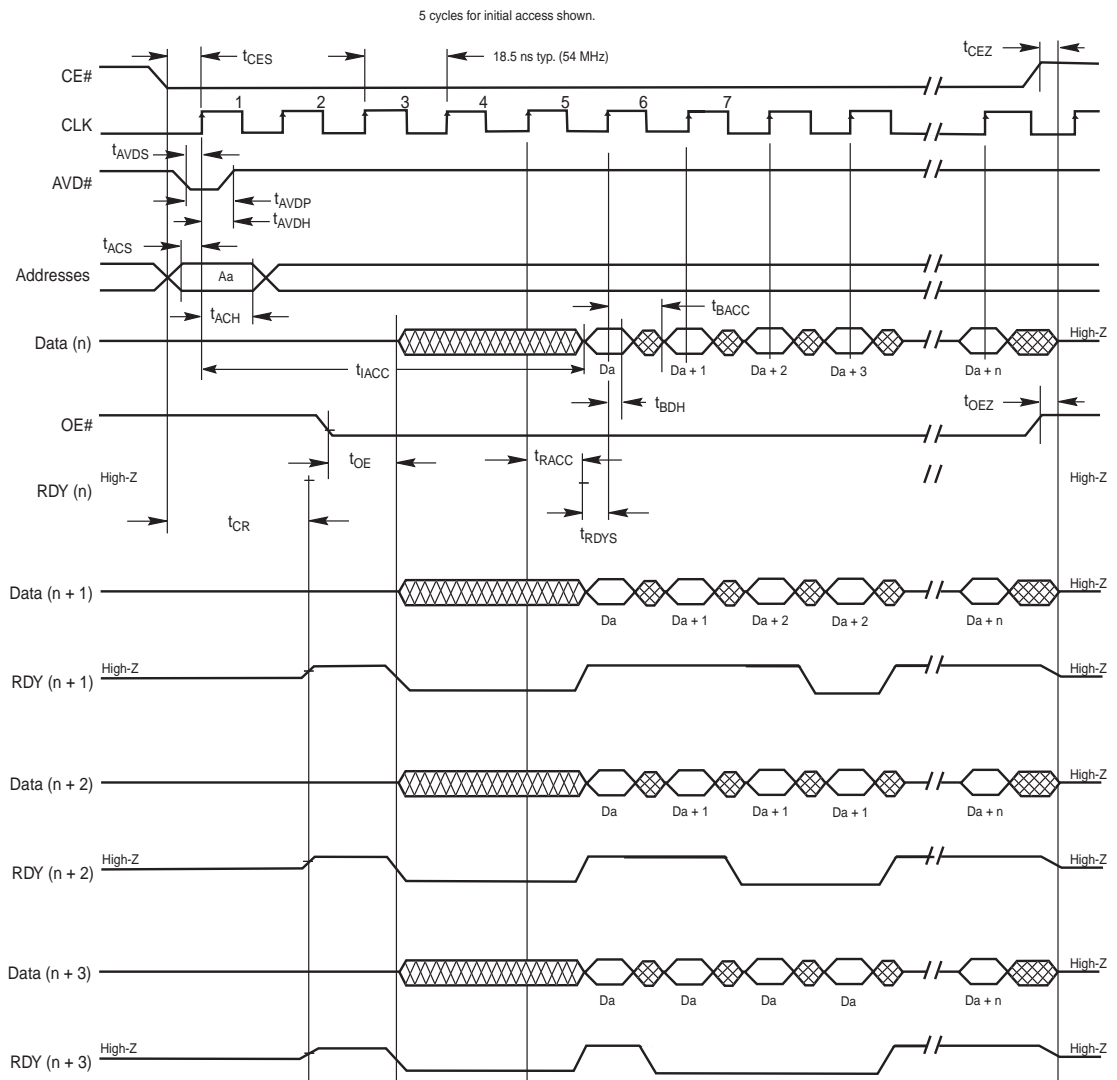 5 cycles for initial access shown.
tCES
18.5 ns typ. (54 MHz)
tCEZ
CE#
1 2 3 4 5 6 7
CLK
tAVDS
AVD#
tAVDP
tAVDH
tACS
Addresses
Aa
tACH
tBACC
Data (n)
High-Z
tIACC
Da
Da + 1
Da + 2
Da + 3
Da + n
tBDH
tOEZ
OE#
tOE
tRACC
RDY (n)
High-Z
High-Z
tCR
tRDYS
Data (n + 1)
High-Z
Da
Da + 1
Da + 2
Da + 2
Da + n
RDY (n + 1)
High-Z
High-Z
Data (n + 2)
High-Z
Da
Da + 1
Da + 1
Da + 1
Da + n
RDY (n + 2)
High-Z
High-Z
Data (n + 3)
High-Z
Da
Da
Da
Da
Da + n
RDY (n + 3)
High-Z
High-Z